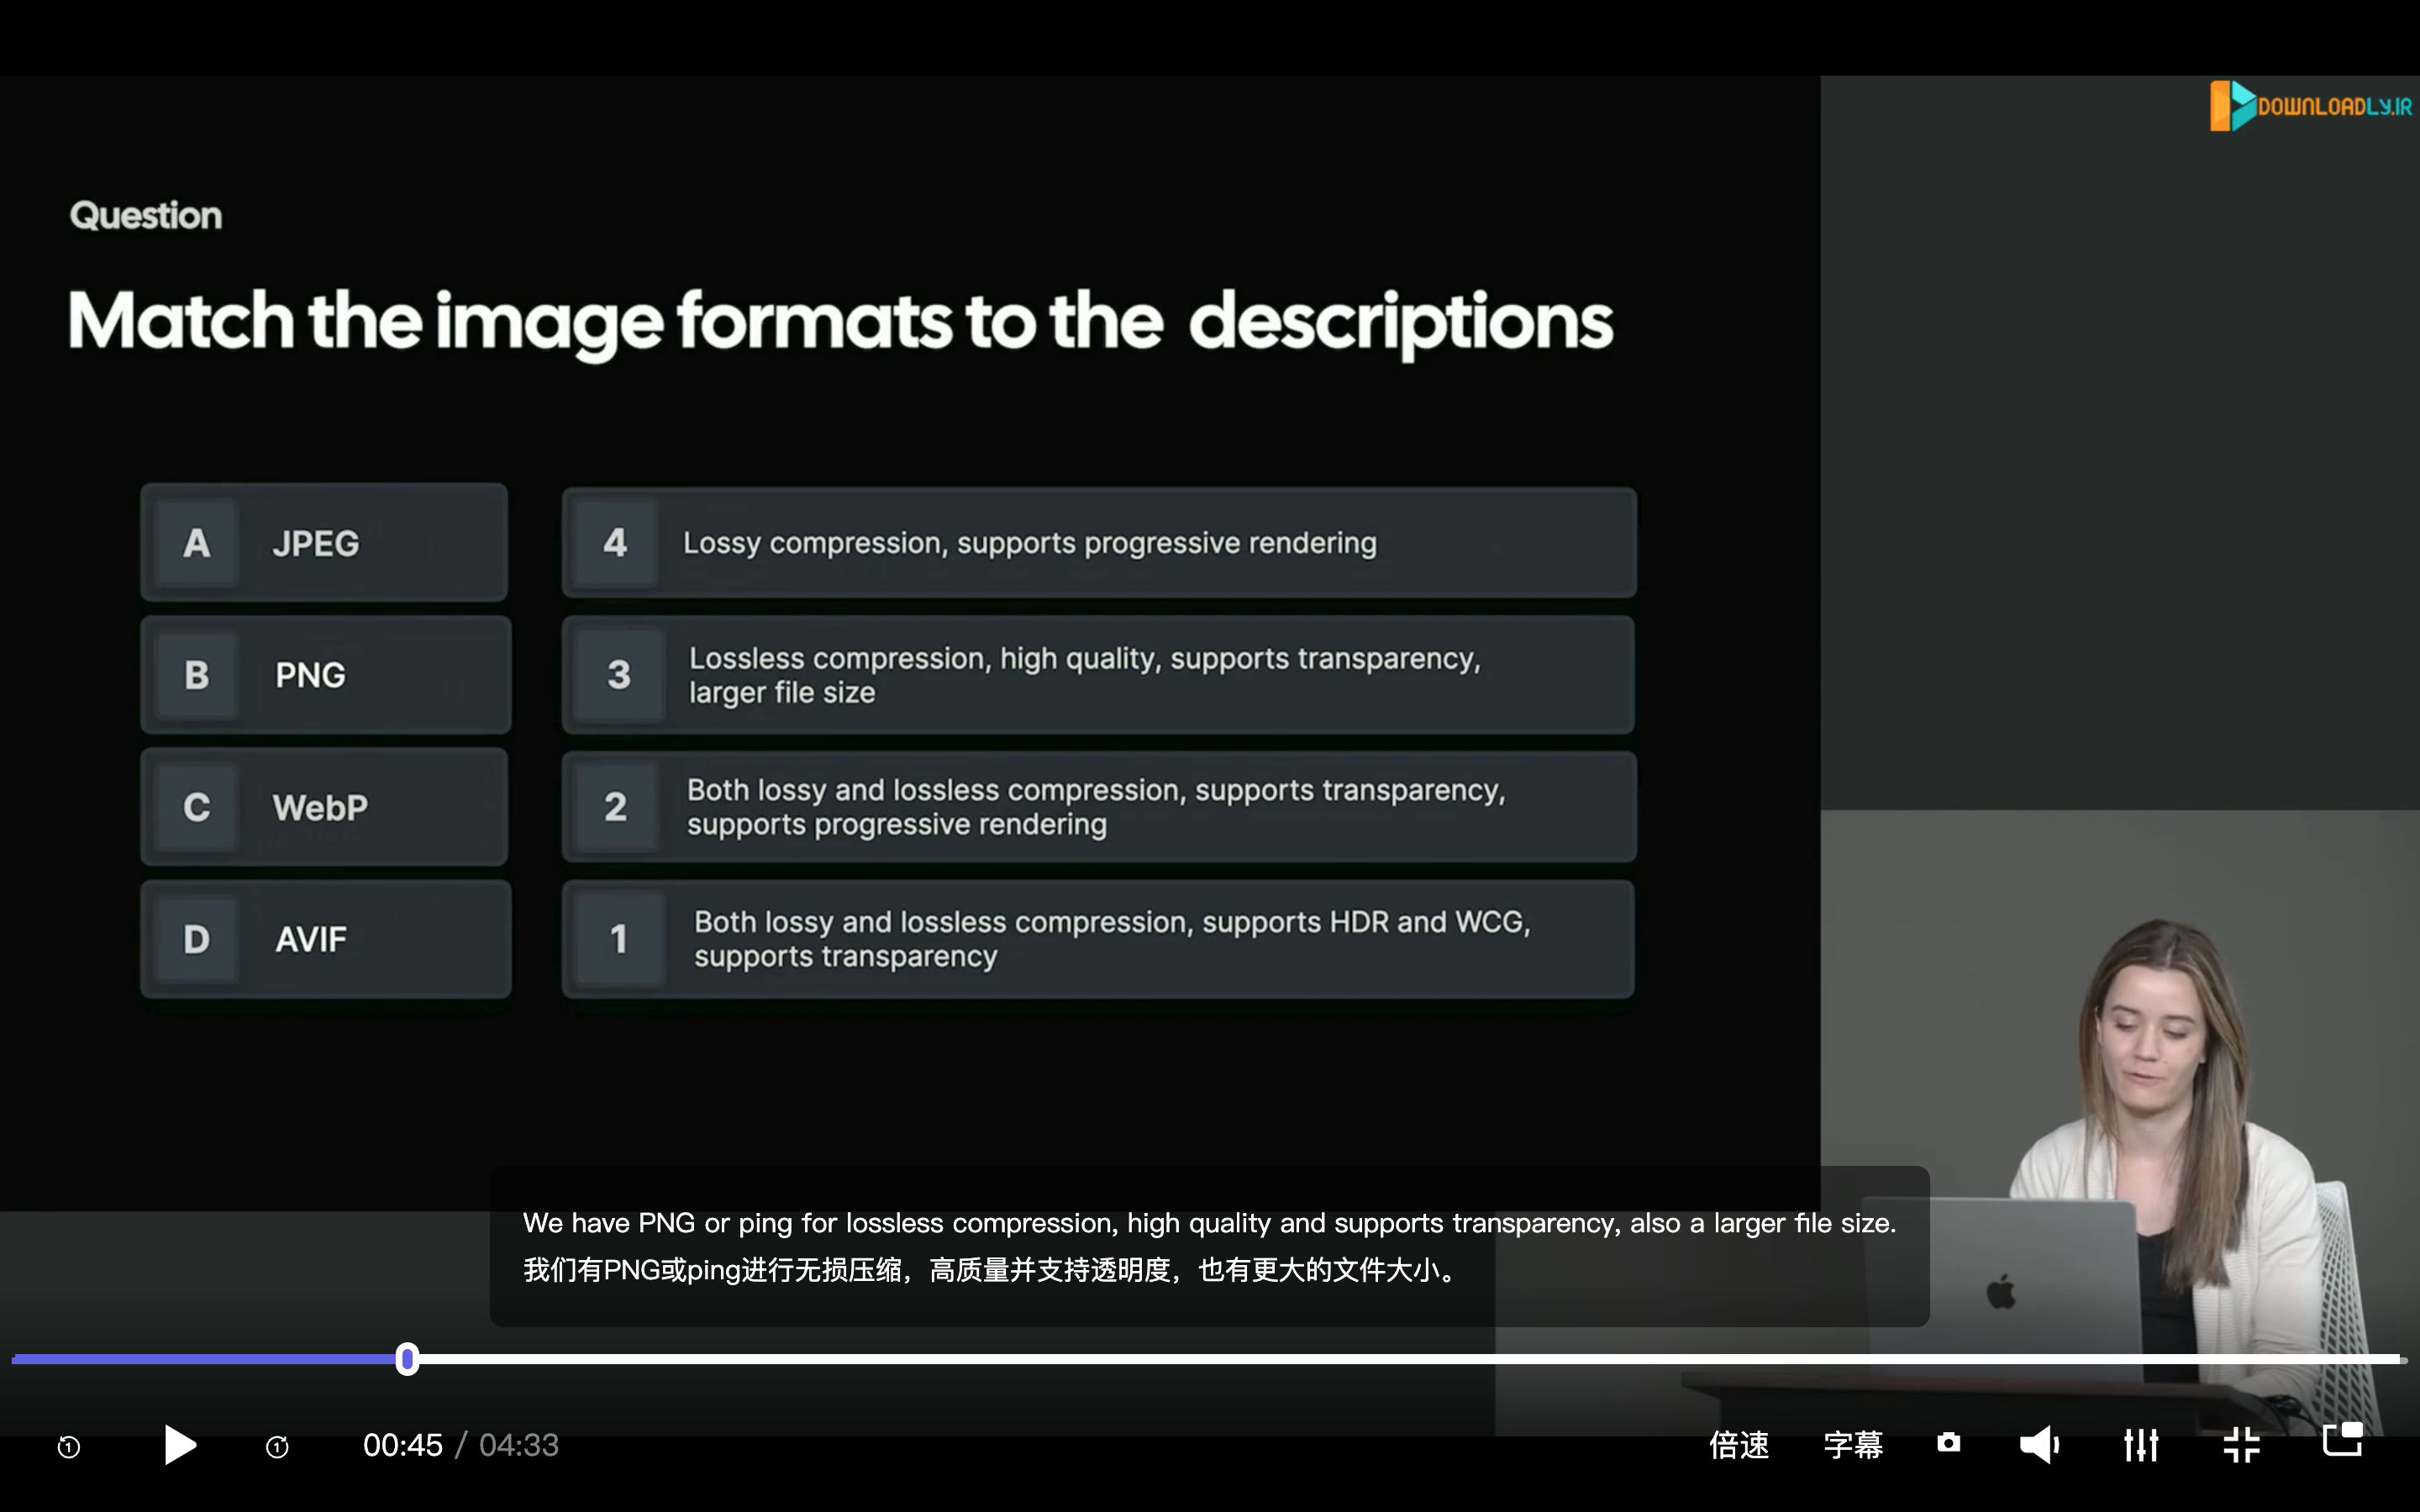 DOWNLOADLY.IR
Question
Match the image formats to the descriptions
A JPEG
4 Lossy compression, supports progressive rendering
B PNG
3 Lossless compression, high quality, supports transparency,
larger file size
C WebP
2 Both lossy and lossless compression, supports transparency,
supports progressive rendering
D AVIF
1 Both lossy and lossless compression, supports HDR and WCG,
supports transparency
We have PNG or ping for lossless compression, high quality and supports transparency, also a larger file size.
我们有PNG或ping进行无损压缩，高质量并支持透明度，也有更大的文件大小。
1
1
00:45 / 04:33
倍速
字幕